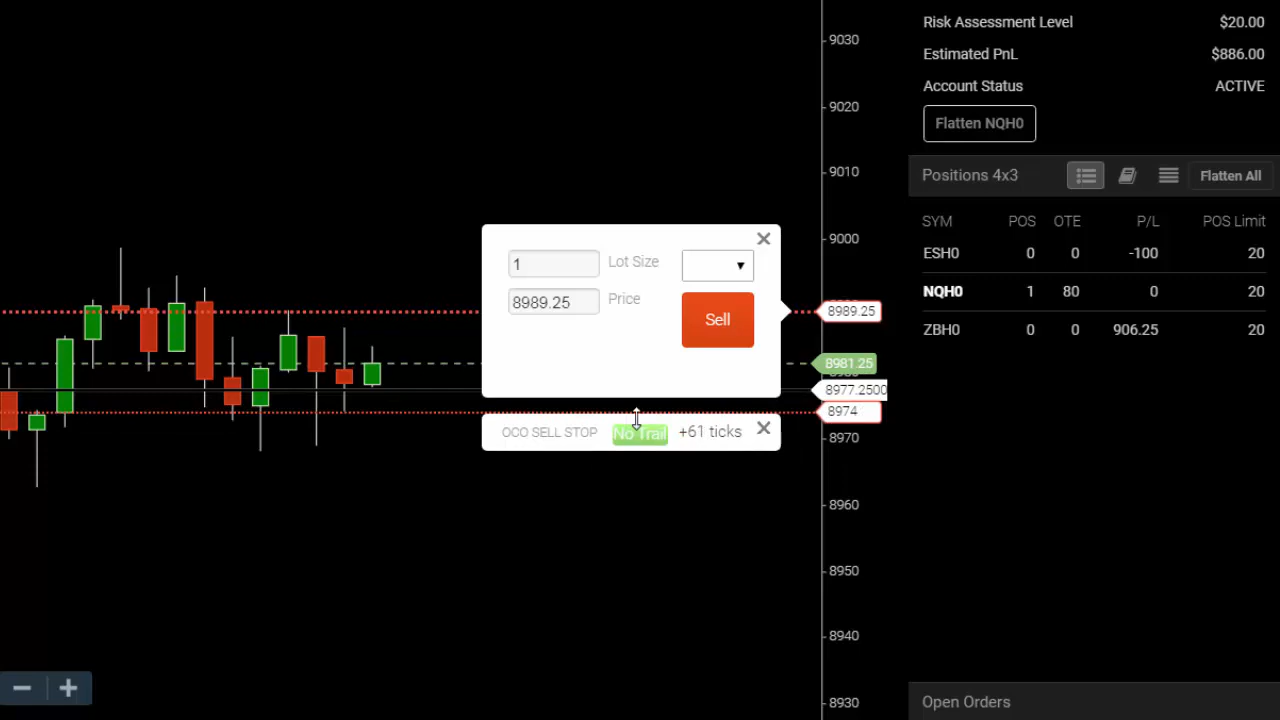 9030
9020
9010
9000
8989.25
8981.25
8977.2500
8974
8970
8960
8950
8940
8930
1 Lot Size
8989.25 Price
Sell
OCO SELL STOP No Trail +61 ticks
Risk Assessment Level $20.00
Estimated PnL $886.00
Account Status ACTIVE
Flatten NQH0
Positions 4x3 Flatten All
SYM POS OTE P/L POS Limit
ESH0 0 0 -100 20
NQH0 1 80 0 20
ZBH0 0 0 906.25 20
Open Orders